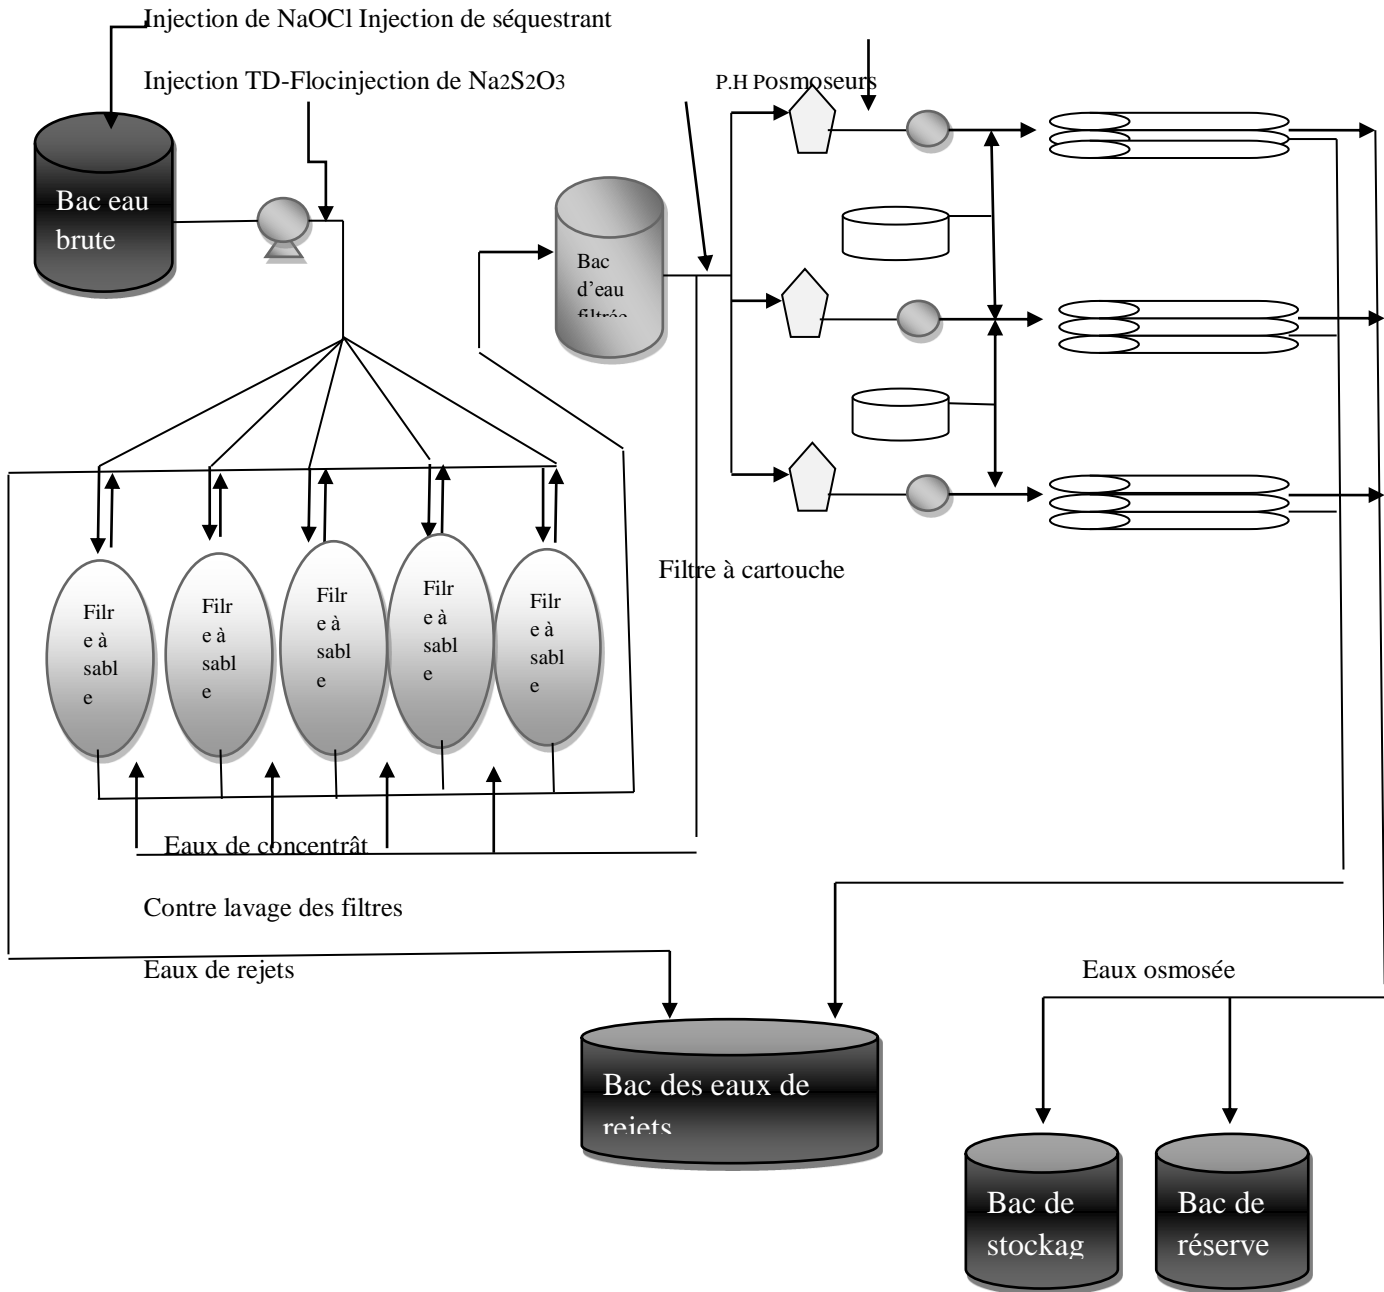 Injection de NaOCl Injection de séquestrant
Injection TD-Flocinjection de Na2S2O3
P.H Posmoseurs
Bac eau
brute
Bac
d'eau
filtrée
Filtre à cartouche
Filr
e à
sabl
e
Filr
e à
sabl
e
Filr
e à
sabl
e
Filr
e à
sabl
e
Filr
e à
sabl
e
Eaux de concentrât
Contre lavage des filtres
Eaux de rejets
Eaux osmosée
Bac des eaux de
rejets
Bac de
stockag
Bac de
réserve